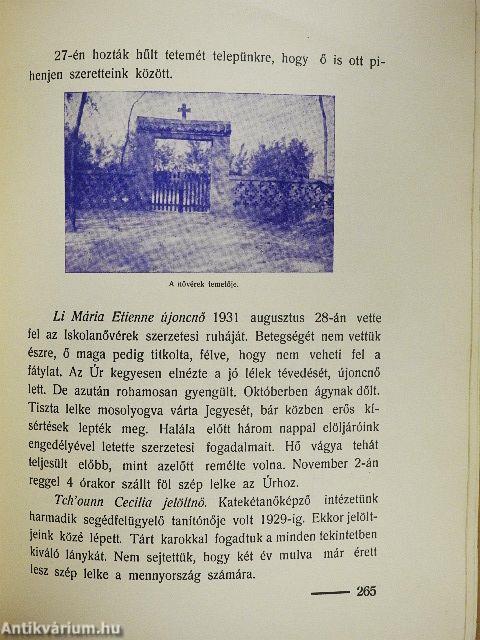 27-én hozták hűlt tetemét telepünkre, hogy ő is ott pi-
henjen szeretteink között.
A nővérek temetője.
Li Mária Etienne újoncnő 1931 augusztus 28-án vette
fel az Iskolanővérek szerzetesi ruháját. Betegségét nem vettük
észre, ő maga pedig titkolta, félve, hogy nem veheti fel a
fátylat. Az Úr kegyesen elnézte a jó lélek tévedését, újoncnő
lett. De azután rohamosan gyengült. Októberben ágynak dőlt.
Tiszta lelke mosolyogva várta Jegyesét, bár közben erős kí-
sértések lepték meg. Halála előtt három nappal elöljáróink
engedélyével letette szerzetesi fogadalmait. Hő vágya tehát
teljesült előbb, mint azelőtt remélte volna. November 2-án
reggel 4 órakor szállt föl szép lelke az Úrhoz.
Tch'ounn Cecilia jelöltnő. Katekétanőképző intézetünk
harmadik segédfelügyelő tanítónője volt 1929-ig. Ekkor jelölt-
jeink közé lépett. Tárt karokkal fogadtuk a minden tekintetben
kiváló lánykát. Nem sejtettük, hogy két év mulva már érett
lesz szép lelke a mennyország számára.
265
Antikvárium.hu